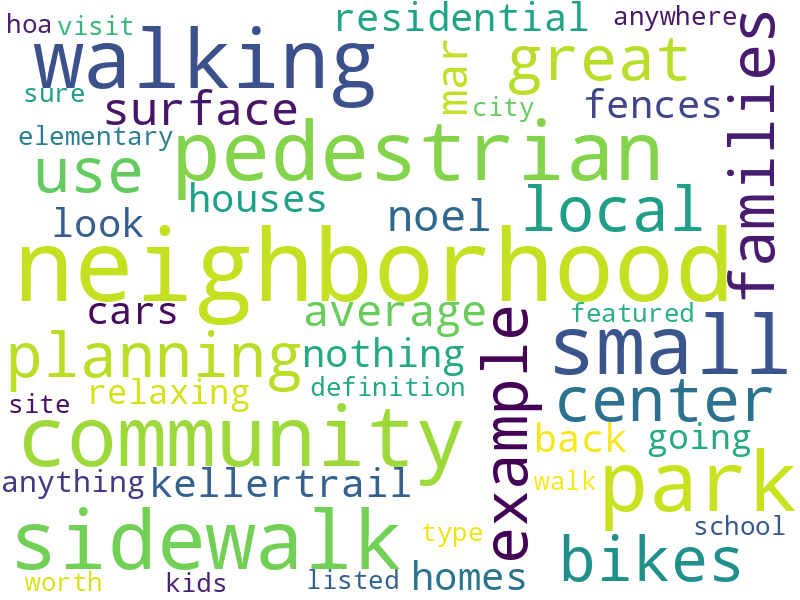 hoa
visit
residential
anywhere
walking
mar
great
families
sure
surface
city
fences
elementary
pedestrian
use
houses
look
noel
local
neighborhood
cars
average
example
featured
planning
nothing
small
relaxing
definition
center
site
community
back
going
anything
kellertrail
walk
park
sidewalk
type
school
bikes
worth
kids
listed
homes